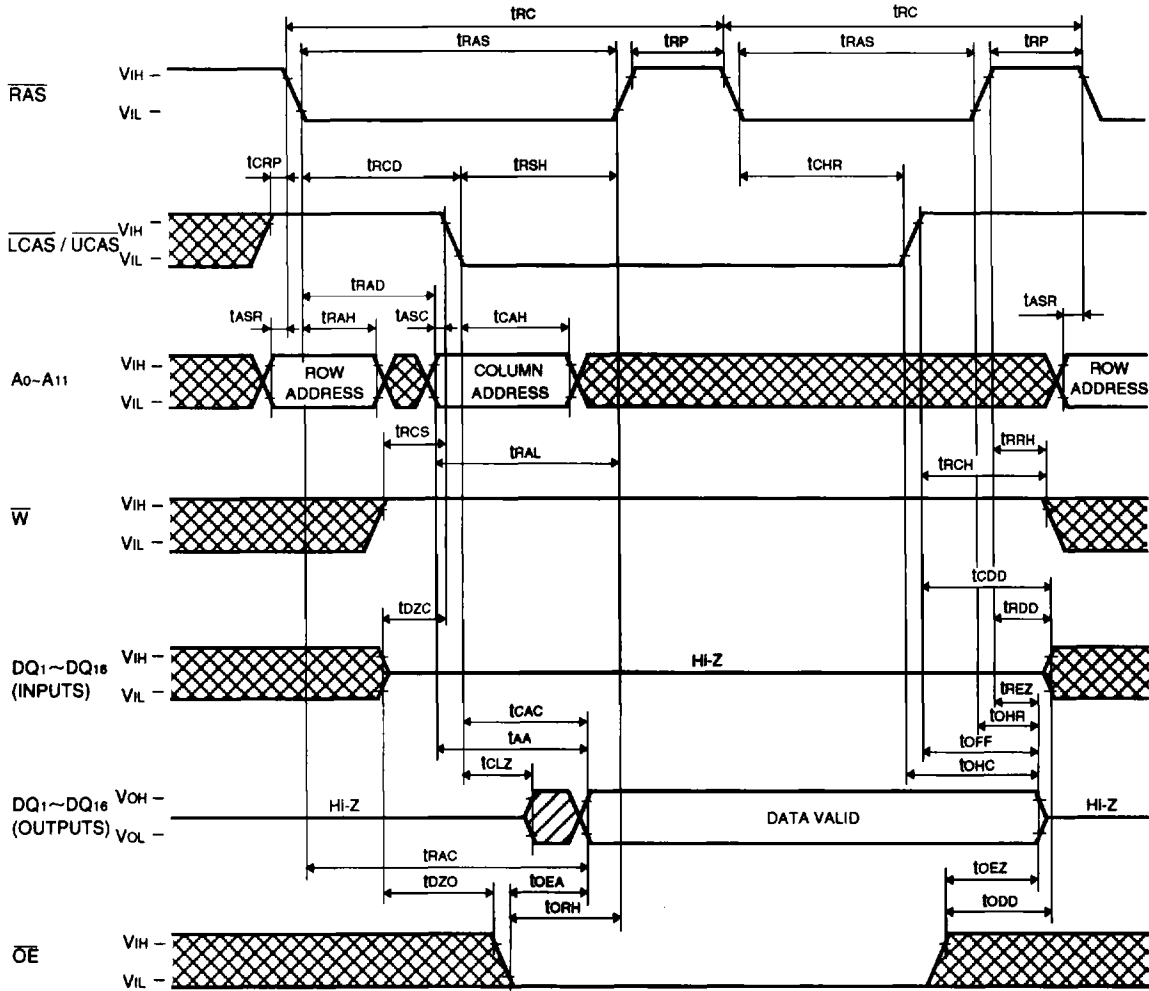 tRC tRC
tRAS tRP tRAS tRP
RAS VIH
VIL
tCRP tRCD tRSH tCHR
LCAS / UCAS VIH
VIL
tRAD
tASR tRAH tASC tCAH tASR
A0~A11 VIH
VIL
ROW ADDRESS
COLUMN ADDRESS
ROW ADDRESS
tRCS tRAL tRRH
tRCH
W VIH
VIL
tCDD
tDZC tRDD
DQ1~DQ16 (INPUTS) VIH
VIL
Hi-Z
tREZ
tCAC tOHR
tAA tOFF
tCLZ tOHC
DQ1~DQ16 (OUTPUTS) VOH
VOL
Hi-Z DATA VALID Hi-Z
tRAC
tDZO tOEA tOEZ
tORH tODD
OE VIH
VIL